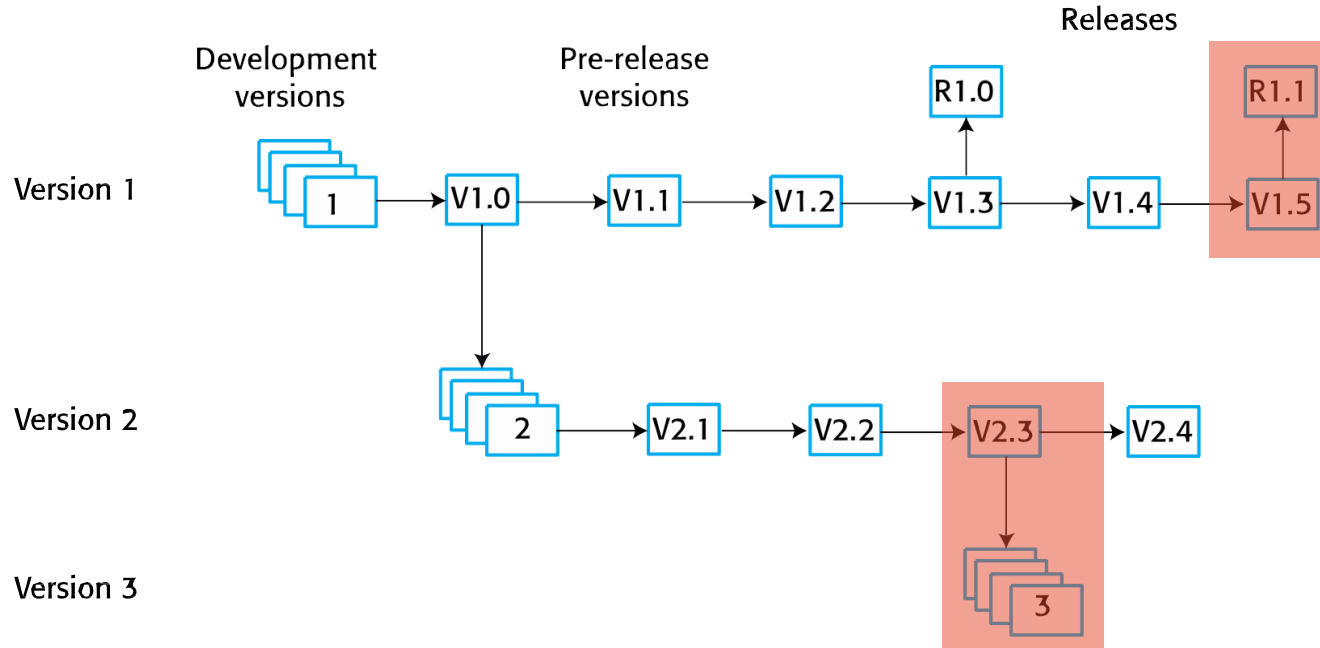 Releases
Development
versions
Pre-release
versions
R1.0
R1.1
Version 1
1
V1.0
V1.1
V1.2
V1.3
V1.4
V1.5
Version 2
2
V2.1
V2.2
V2.3
V2.4
Version 3
3